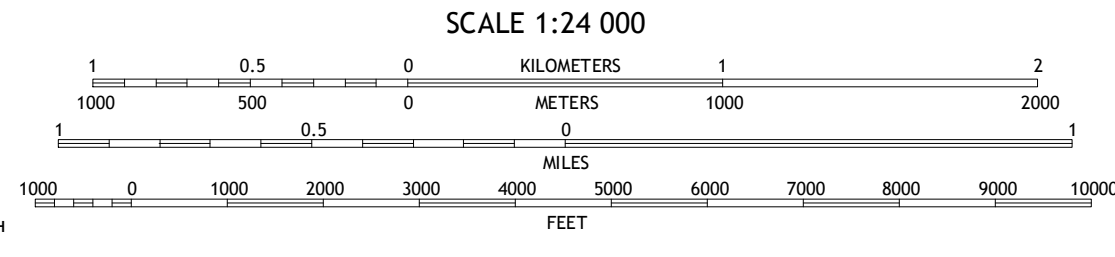 SCALE 1:24 000
1 0.5 0 KILOMETERS 1 2
1000 500 0 METERS 1000 2000
1 0.5 0 1
MILES
1000 0 1000 2000 3000 4000 5000 6000 7000 8000 9000 10000
FEET
H